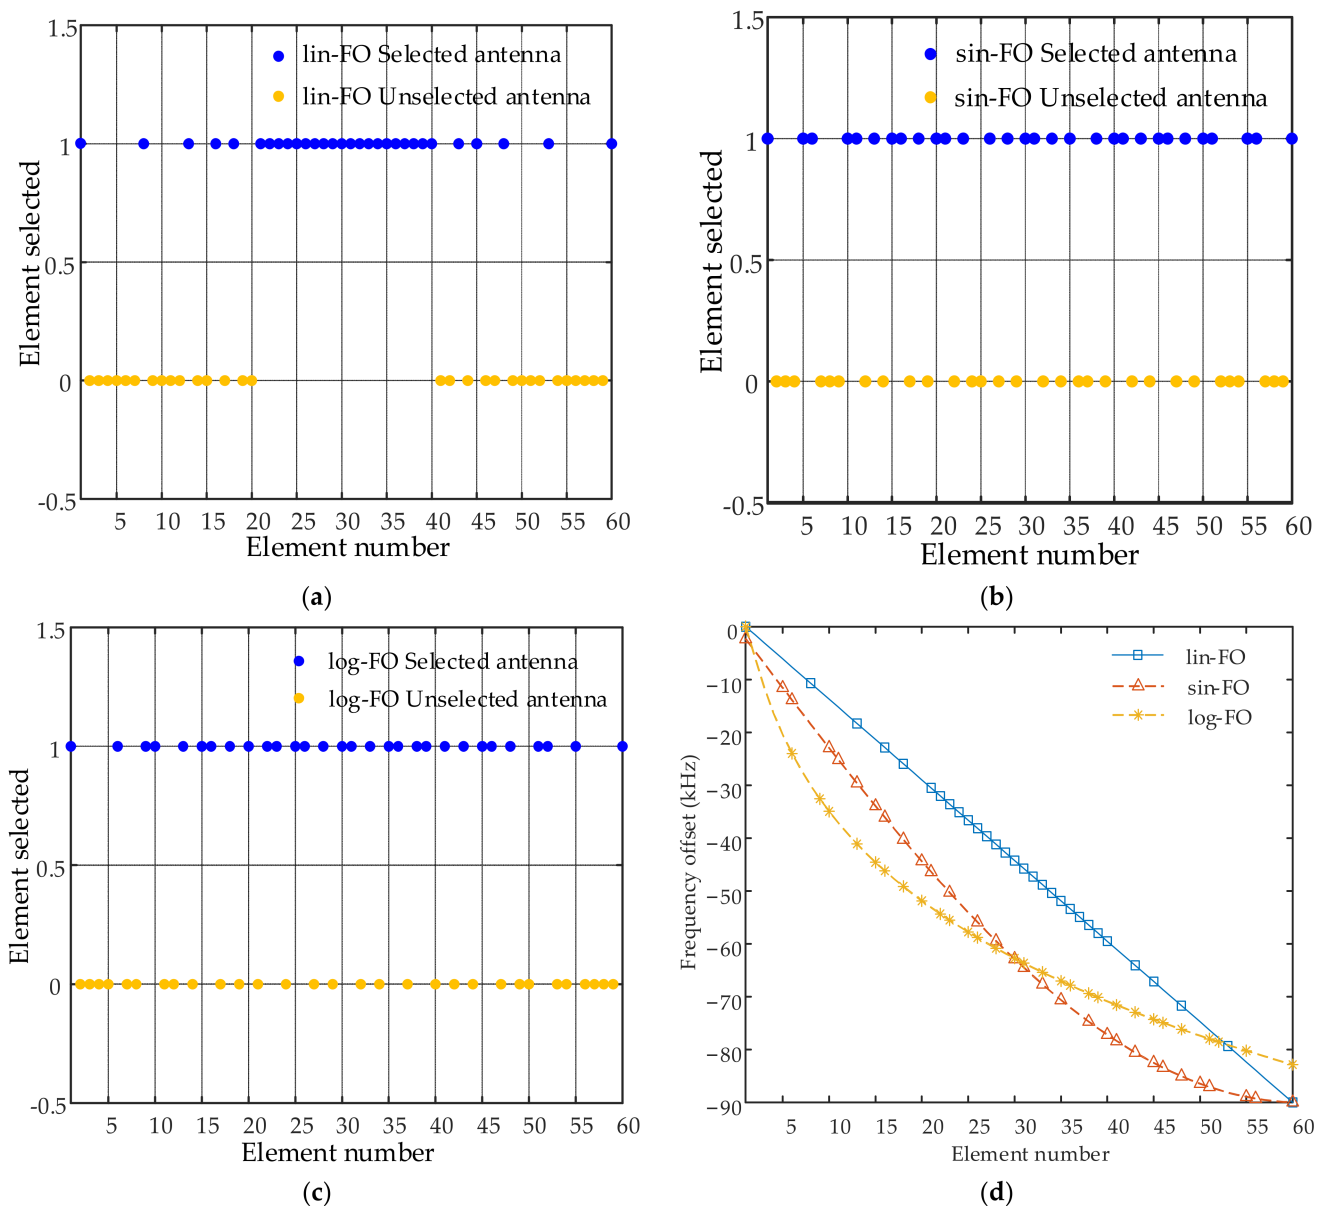 1.5
lin-FO Selected antenna
lin-FO Unselected antenna
1
0.5
0
-0.5
Element selected
5 10 15 20 25 30 35 40 45 50 55 60
Element number
(a)
1.5
sin-FO Selected antenna
sin-FO Unselected antenna
1
0.5
0
-0.5
Element selected
5 10 15 20 25 30 35 40 45 50 55 60
Element number
(b)
1.5
log-FO Selected antenna
log-FO Unselected antenna
1
0.5
0
-0.5
Element selected
5 10 15 20 25 30 35 40 45 50 55 60
Element number
(c)
0
−10
−20
−30
−40
−50
−60
−70
−80
−90
Frequency offset (kHz)
lin-FO
sin-FO
log-FO
5 10 15 20 25 30 35 40 45 50 55 60
Element number
(d)